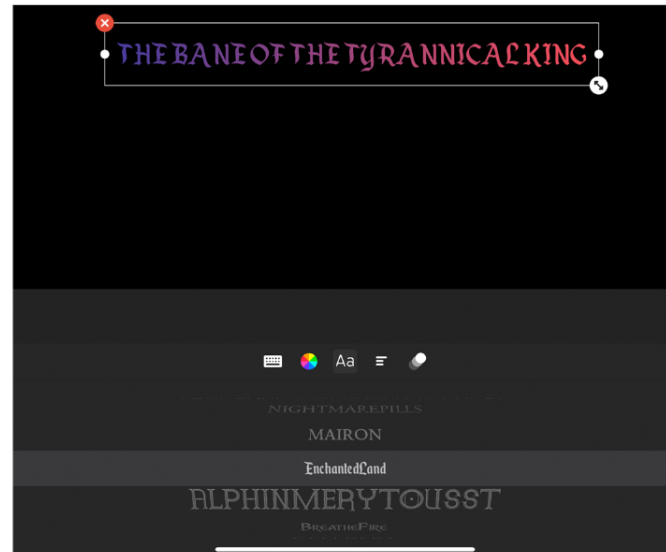 THE BANE OF THE TYRANNICAL KING
Aa
NIGHTMAREPILLS
MAIRON
EnchantedLand
ALPHINMERYTOUSST
BREATHEFIRE